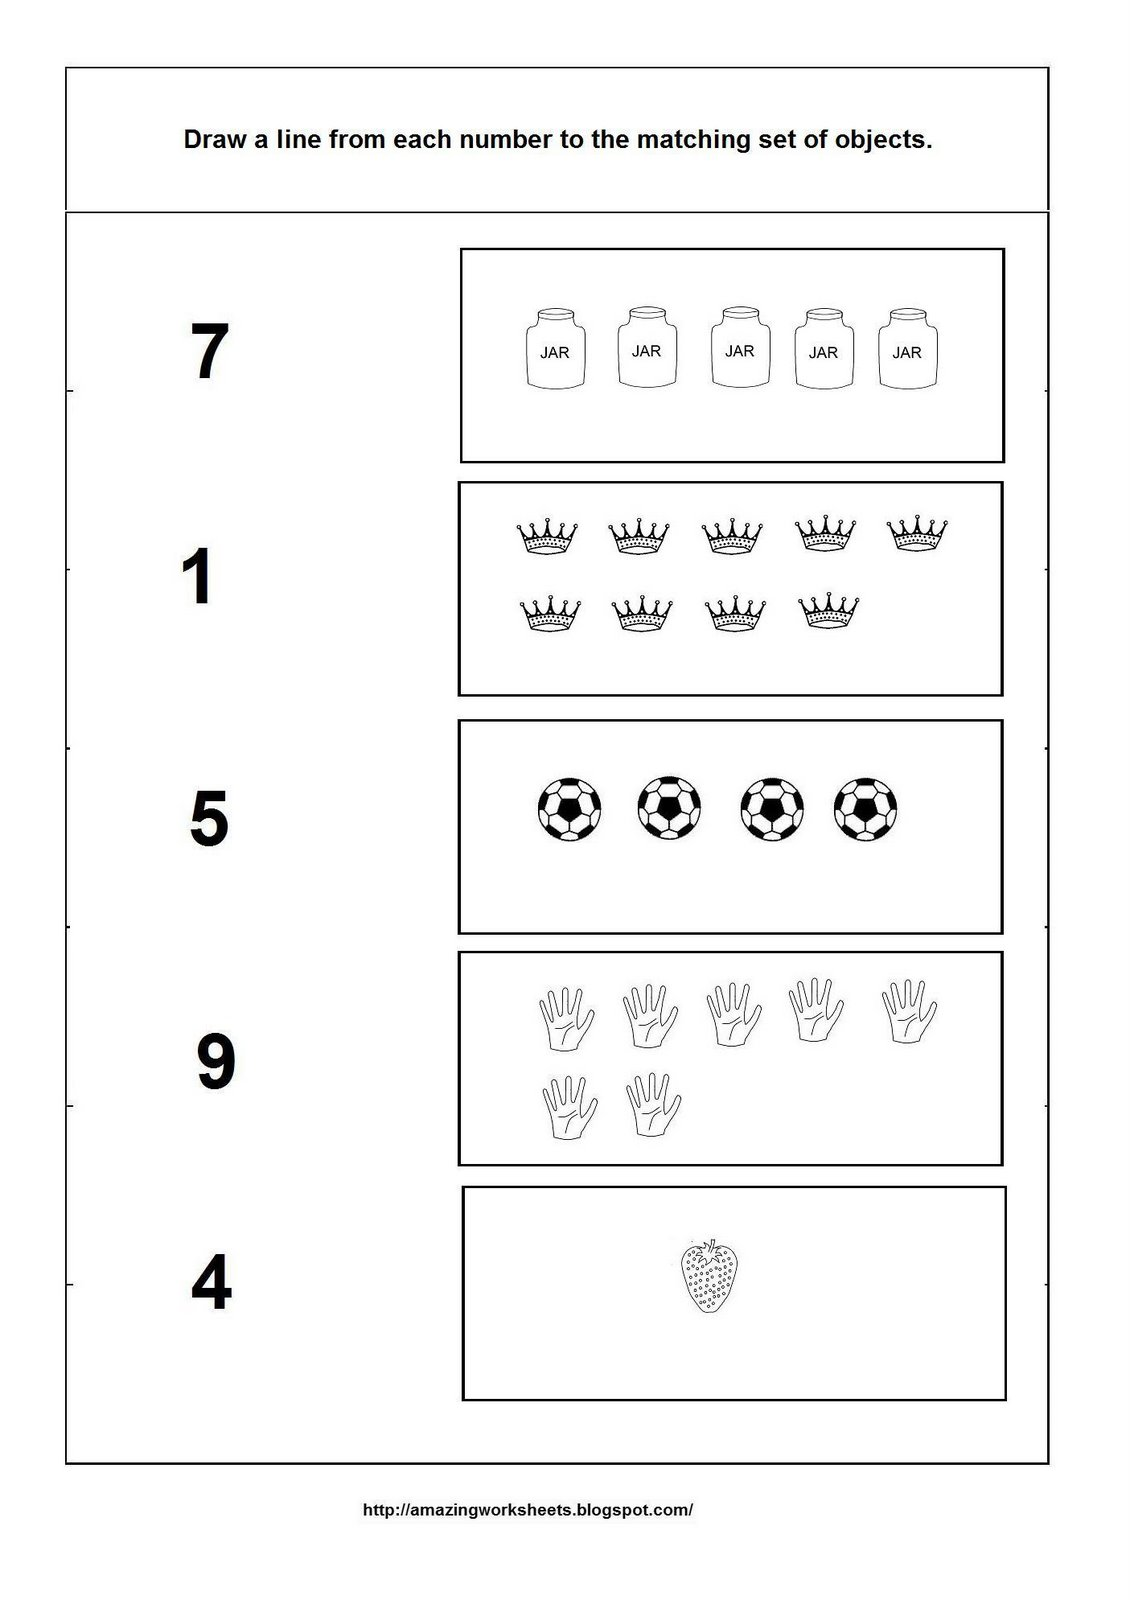 Draw a line from each number to the matching set of objects.
7
JAR JAR JAR JAR JAR
1
5
9
4
http://amazingworksheets.blogspot.com/